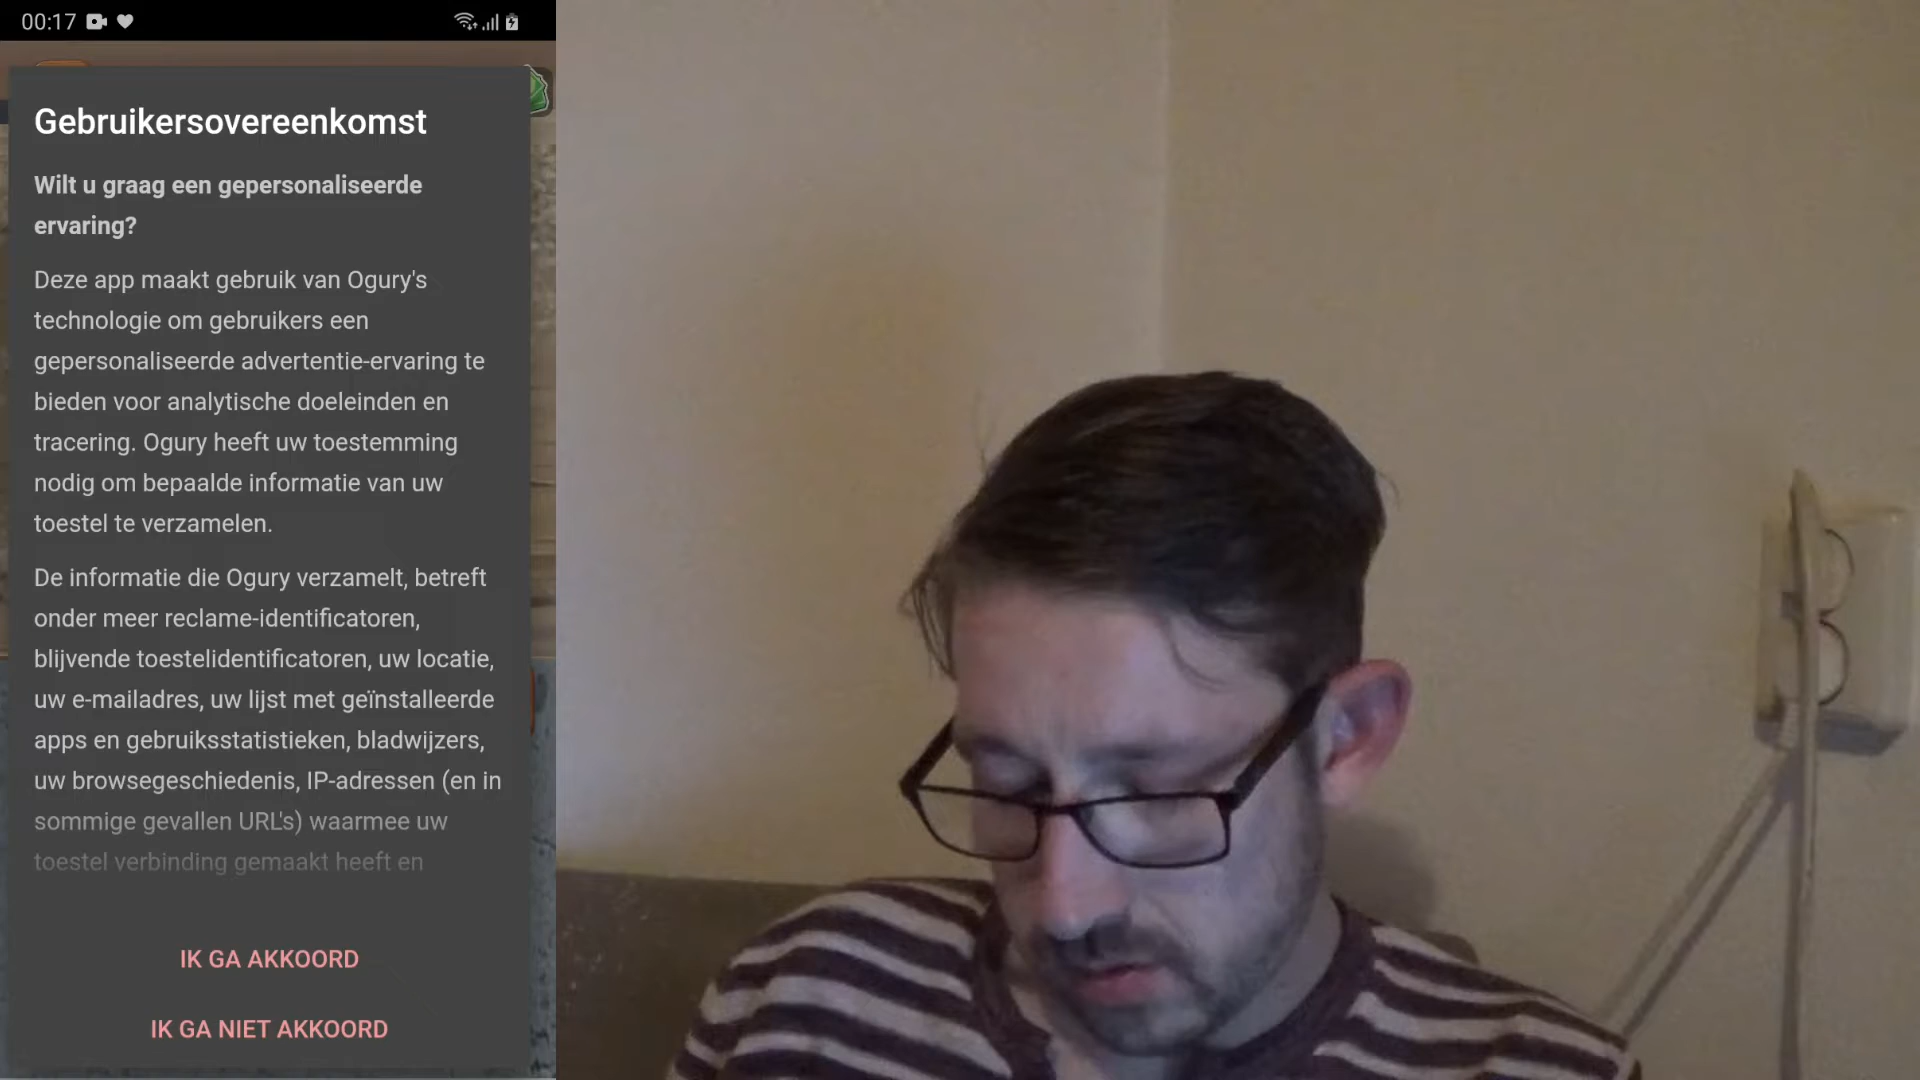 00:17
Gebruikersovereenkomst
Wilt u graag een gepersonaliseerde
ervaring?
Deze app maakt gebruik van Ogury's
technologie om gebruikers een
gepersonaliseerde advertentie-ervaring te
bieden voor analytische doeleinden en
tracering. Ogury heeft uw toestemming
nodig om bepaalde informatie van uw
toestel te verzamelen.
De informatie die Ogury verzamelt, betreft
onder meer reclame-identificatoren,
blijvende toestelidentificatoren, uw locatie,
uw e-mailadres, uw lijst met geïnstalleerde
apps en gebruiksstatistieken, bladwijzers,
uw browsegeschiedenis, IP-adressen (en in
sommige gevallen URL's) waarmee uw
toestel verbinding gemaakt heeft en
IK GA AKKOORD
IK GA NIET AKKOORD